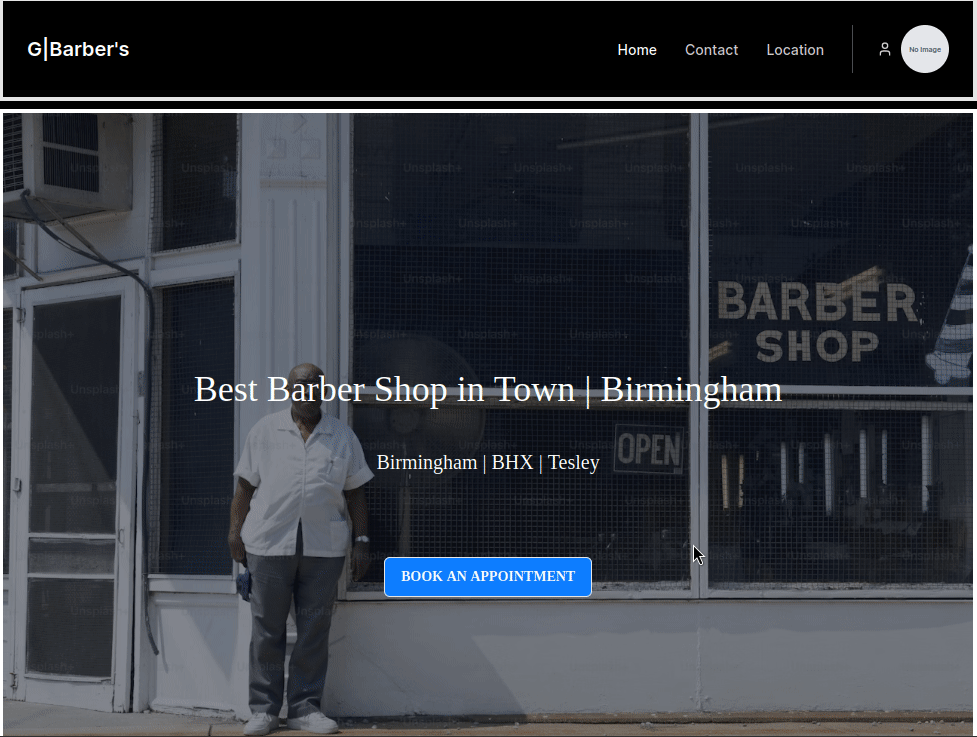 G|Barber's
Home Contact Location
No Image
Unsplash+
BARBER
SHOP
Best Barber Shop in Town | Birmingham
OPEN
Birmingham | BHX | Tesley
BOOK AN APPOINTMENT